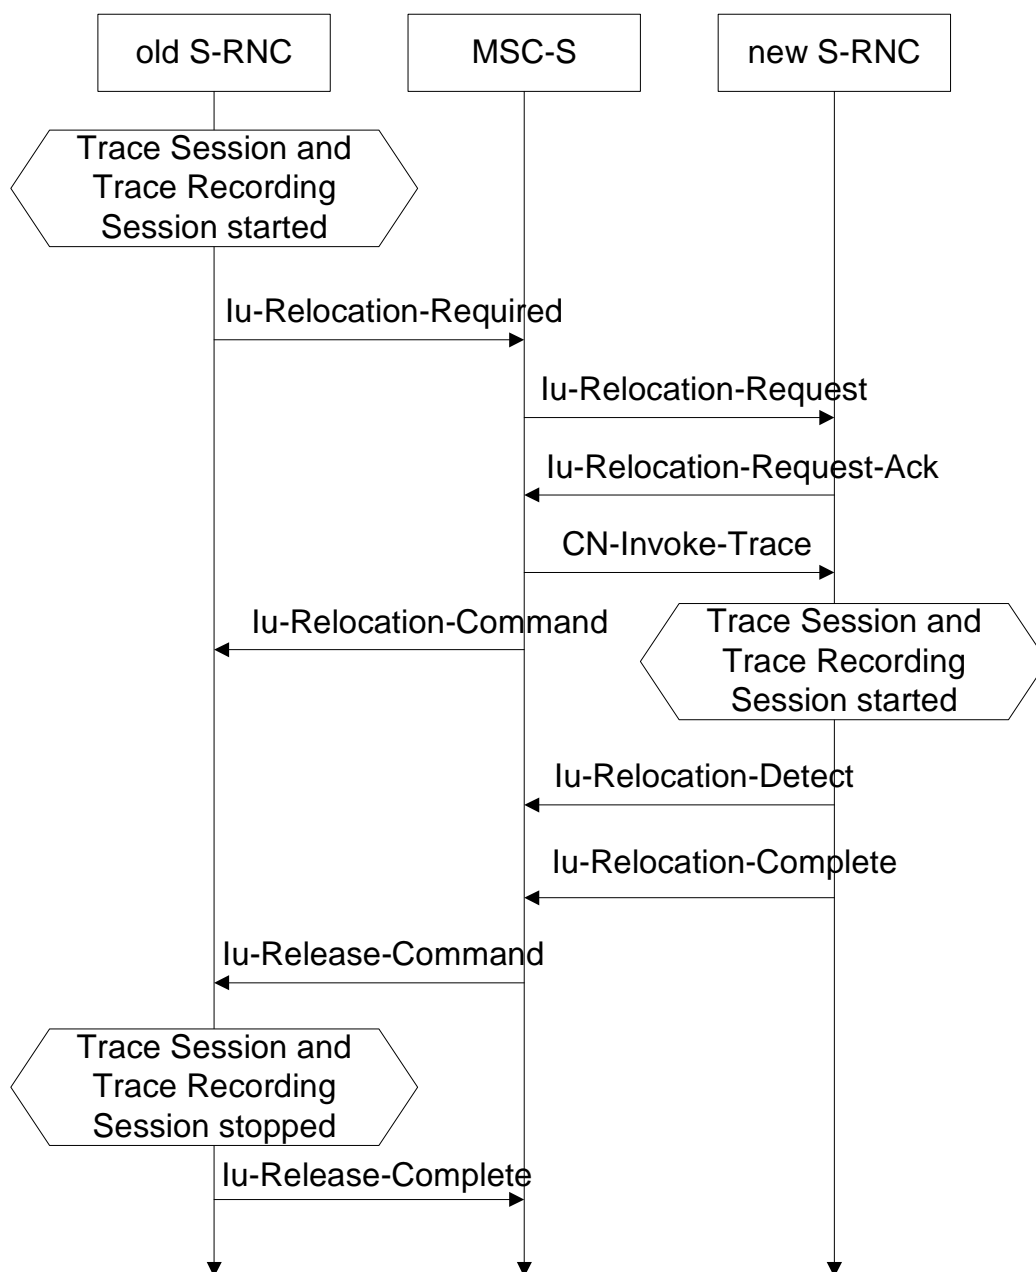 old S-RNC
MSC-S
new S-RNC
Trace Session and
Trace Recording
Session started
Iu-Relocation-Required
Iu-Relocation-Request
Iu-Relocation-Request-Ack
CN-Invoke-Trace
Iu-Relocation-Command
Trace Session and
Trace Recording
Session started
Iu-Relocation-Detect
Iu-Relocation-Complete
Iu-Release-Command
Trace Session and
Trace Recording
Session stopped
Iu-Release-Complete